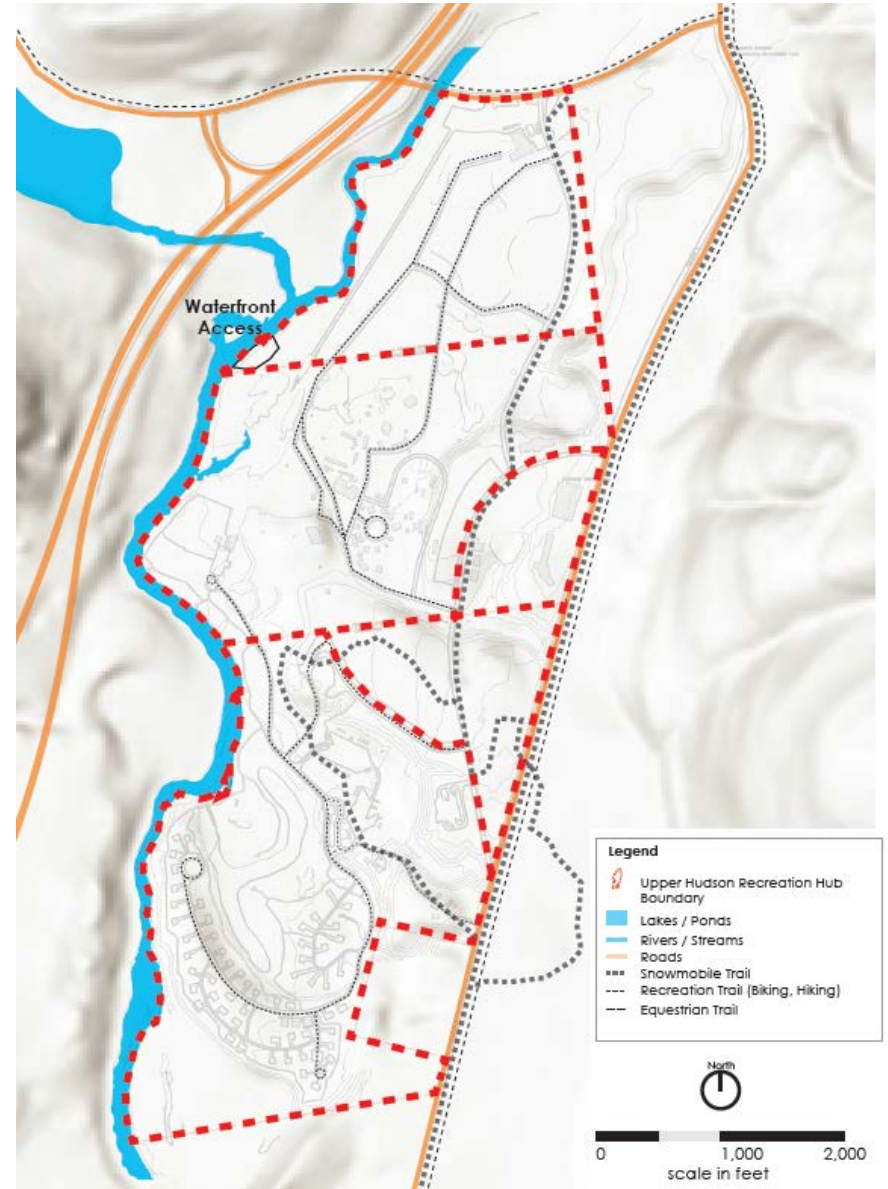 Waterfront
Access
Legend
Upper Hudson Recreation Hub
Boundary
Lakes / Ponds
Rivers / Streams
Roads
Snowmobile Trail
Recreation Trail (Biking, Hiking)
Equestrian Trail
North
0 1,000 2,000
scale in feet